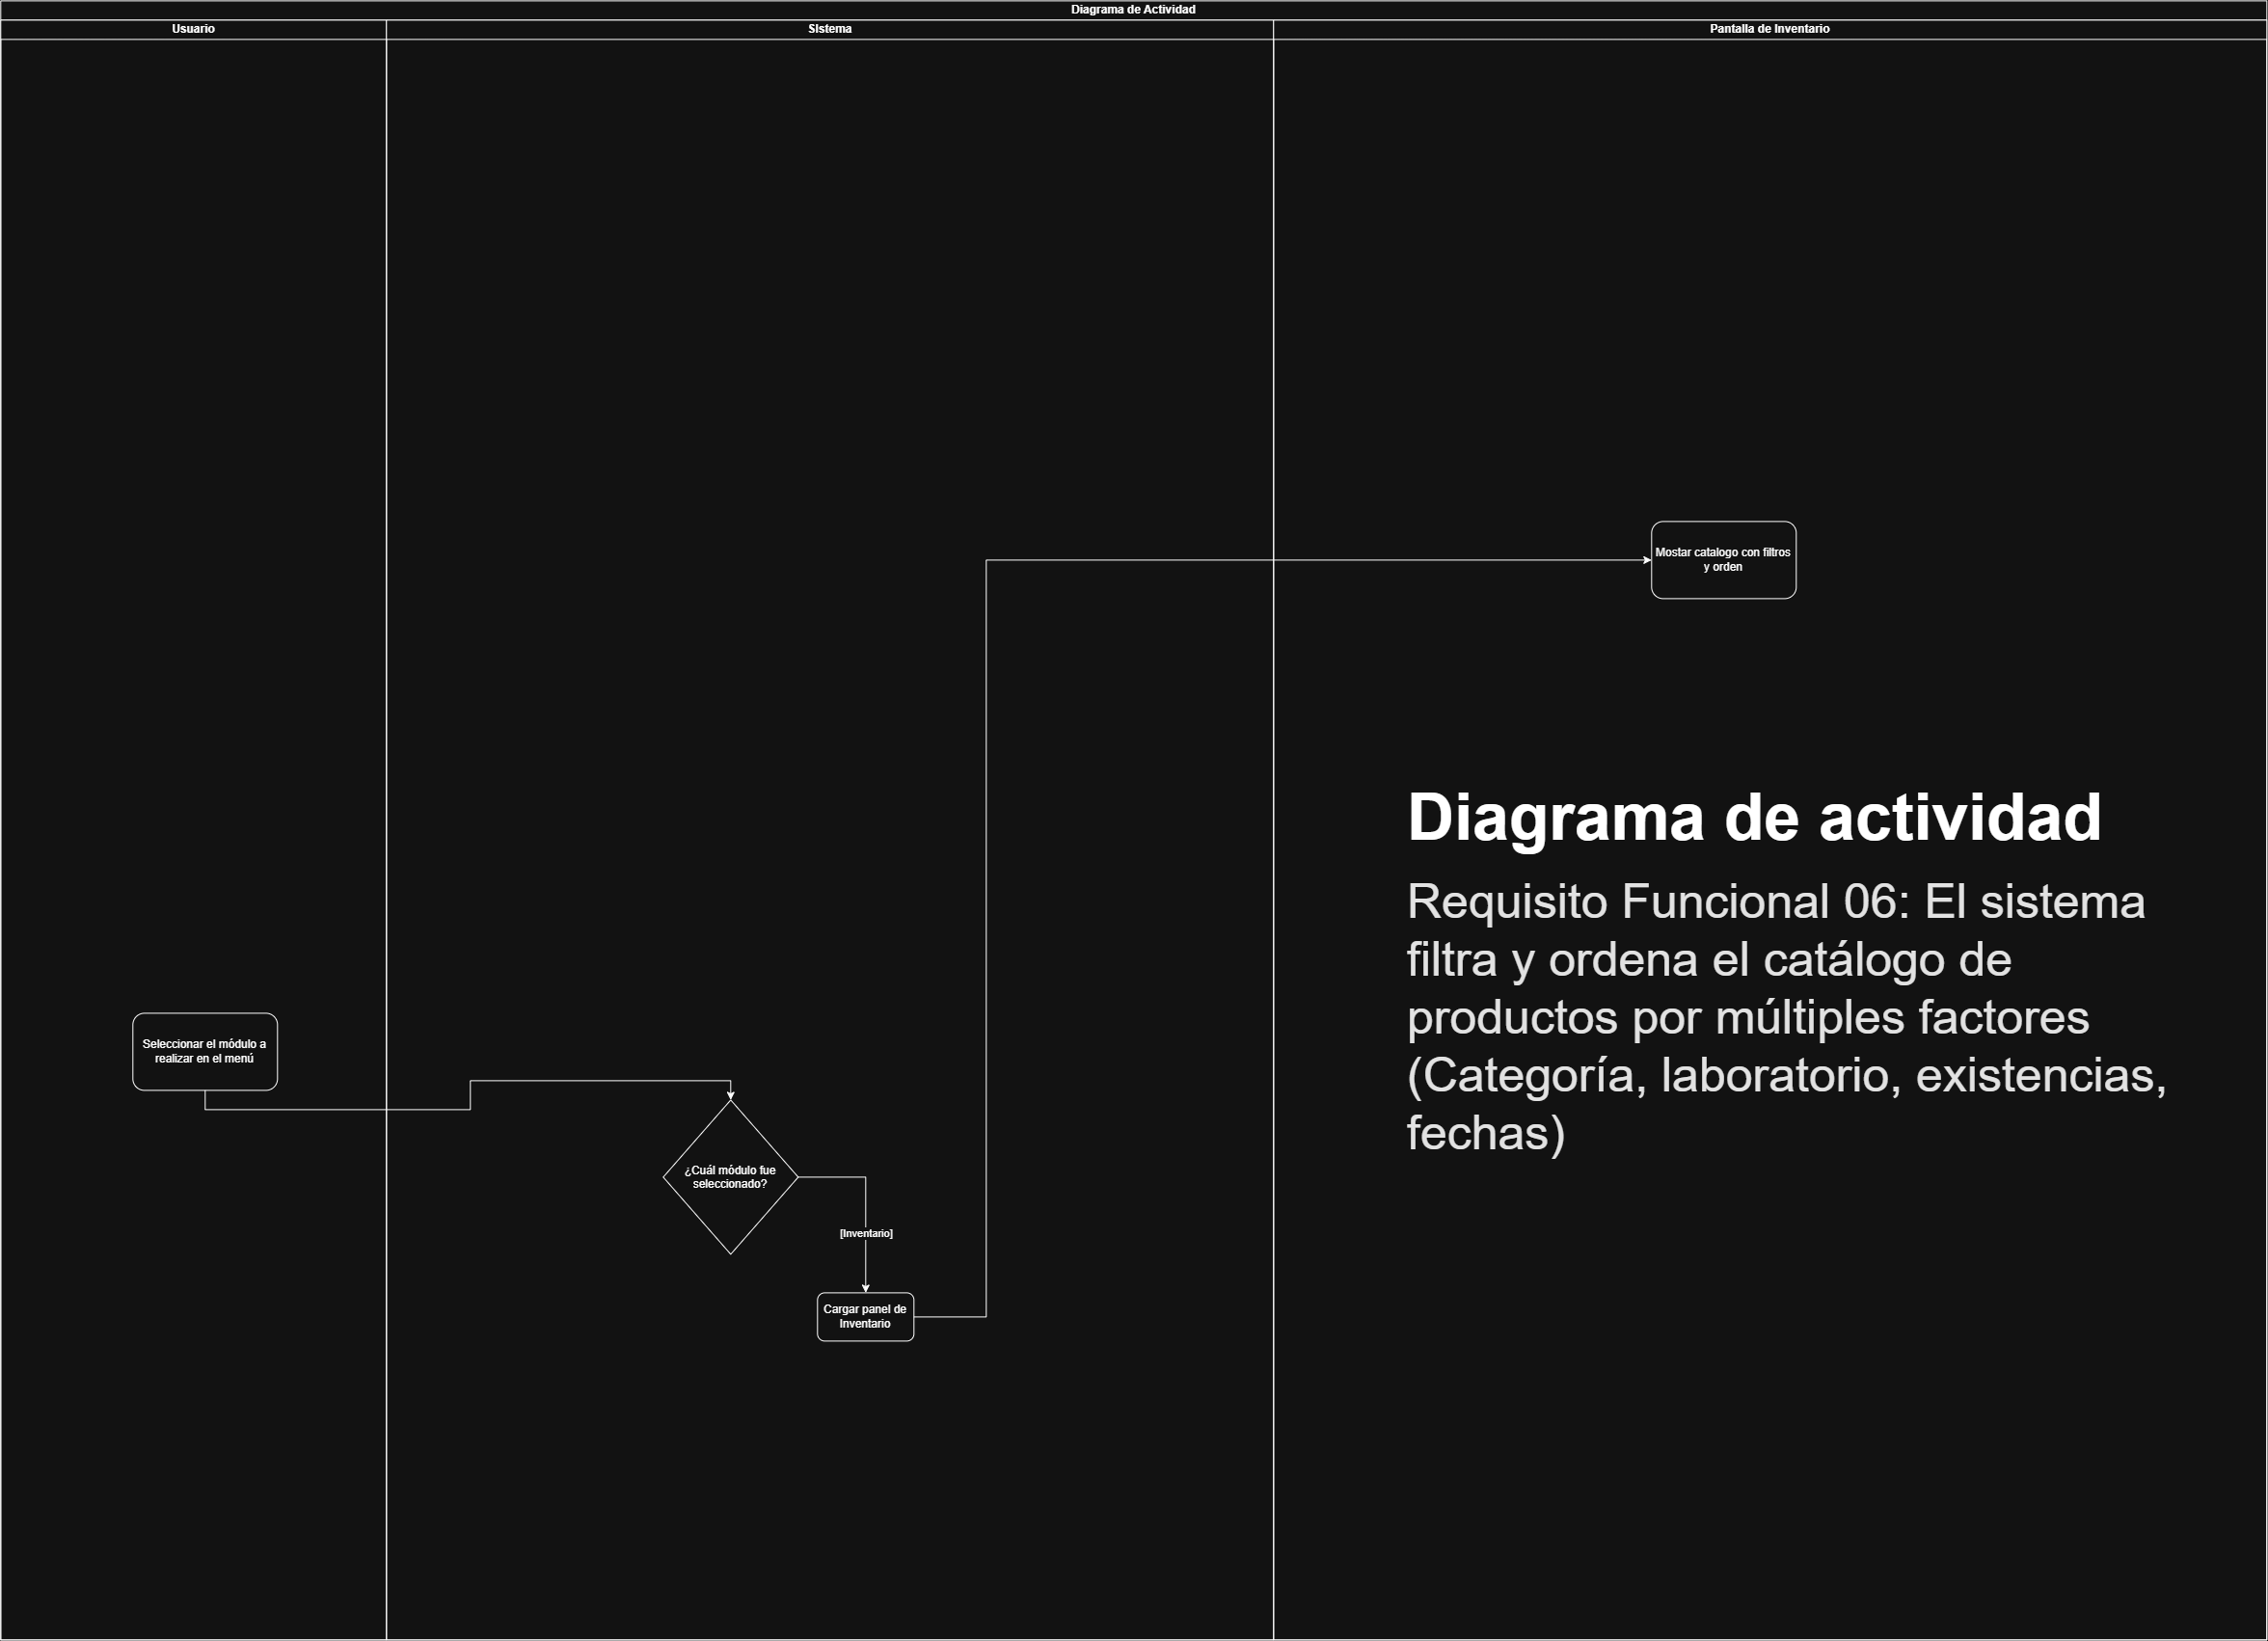 Diagrama de Actividad
Usuario
SIstema
Pantalla de Inventario
Mostar catalogo con filtros
y orden
Diagrama de actividad
Requisito Funcional 06: El sistema
filtra y ordena el catálogo de
productos por múltiples factores
(Categoría, laboratorio, existencias,
fechas)
Seleccionar el módulo a
realizar en el menú
¿Cuál módulo fue
seleccionado?
[Inventario]
Cargar panel de
Inventario